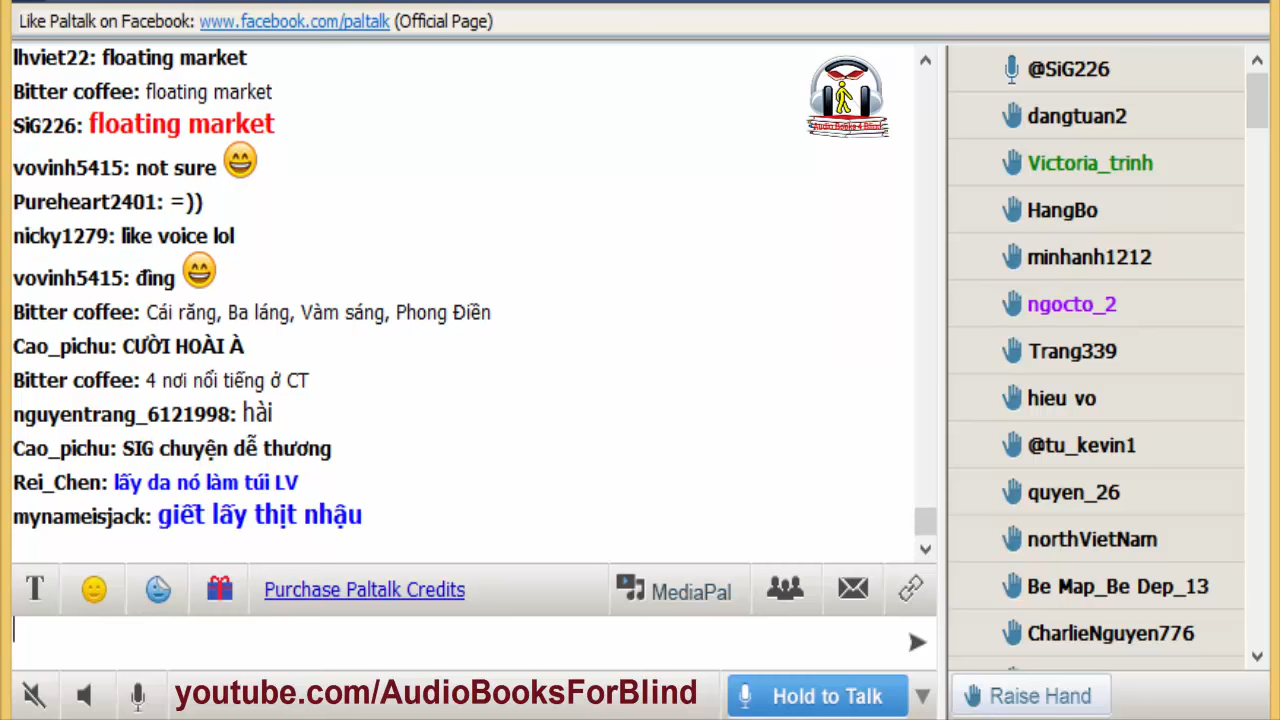 Like Paltalk on Facebook: www.facebook.com/paltalk (Official Page)
lhviet22: floating market
Bitter coffee: floating market
SiG226: floating market
vovinh5415: not sure
Pureheart2401: =))
nicky1279: like voice lol
vovinh5415: đìng
Bitter coffee: Cái răng, Ba láng, Vàm sáng, Phong Điền
Cao_pichu: CƯỜI HOÀI À
Bitter coffee: 4 nơi nổi tiếng ở CT
nguyentrang_6121998: hài
Cao_pichu: SIG chuyện dễ thương
Rei_Chen: lấy da nó làm túi LV
mynameisjack: giết lấy thịt nhậu
Audio Books 4 Blind
@SiG226
dangtuan2
Victoria_trinh
HangBo
minhanh1212
ngocto_2
Trang339
hieu vo
@tu_kevin1
quyen_26
northVietNam
Be Map_Be Dep_13
CharlieNguyen776
T
Purchase Paltalk Credits
MediaPal
youtube.com/AudioBooksForBlind
Hold to Talk
Raise Hand